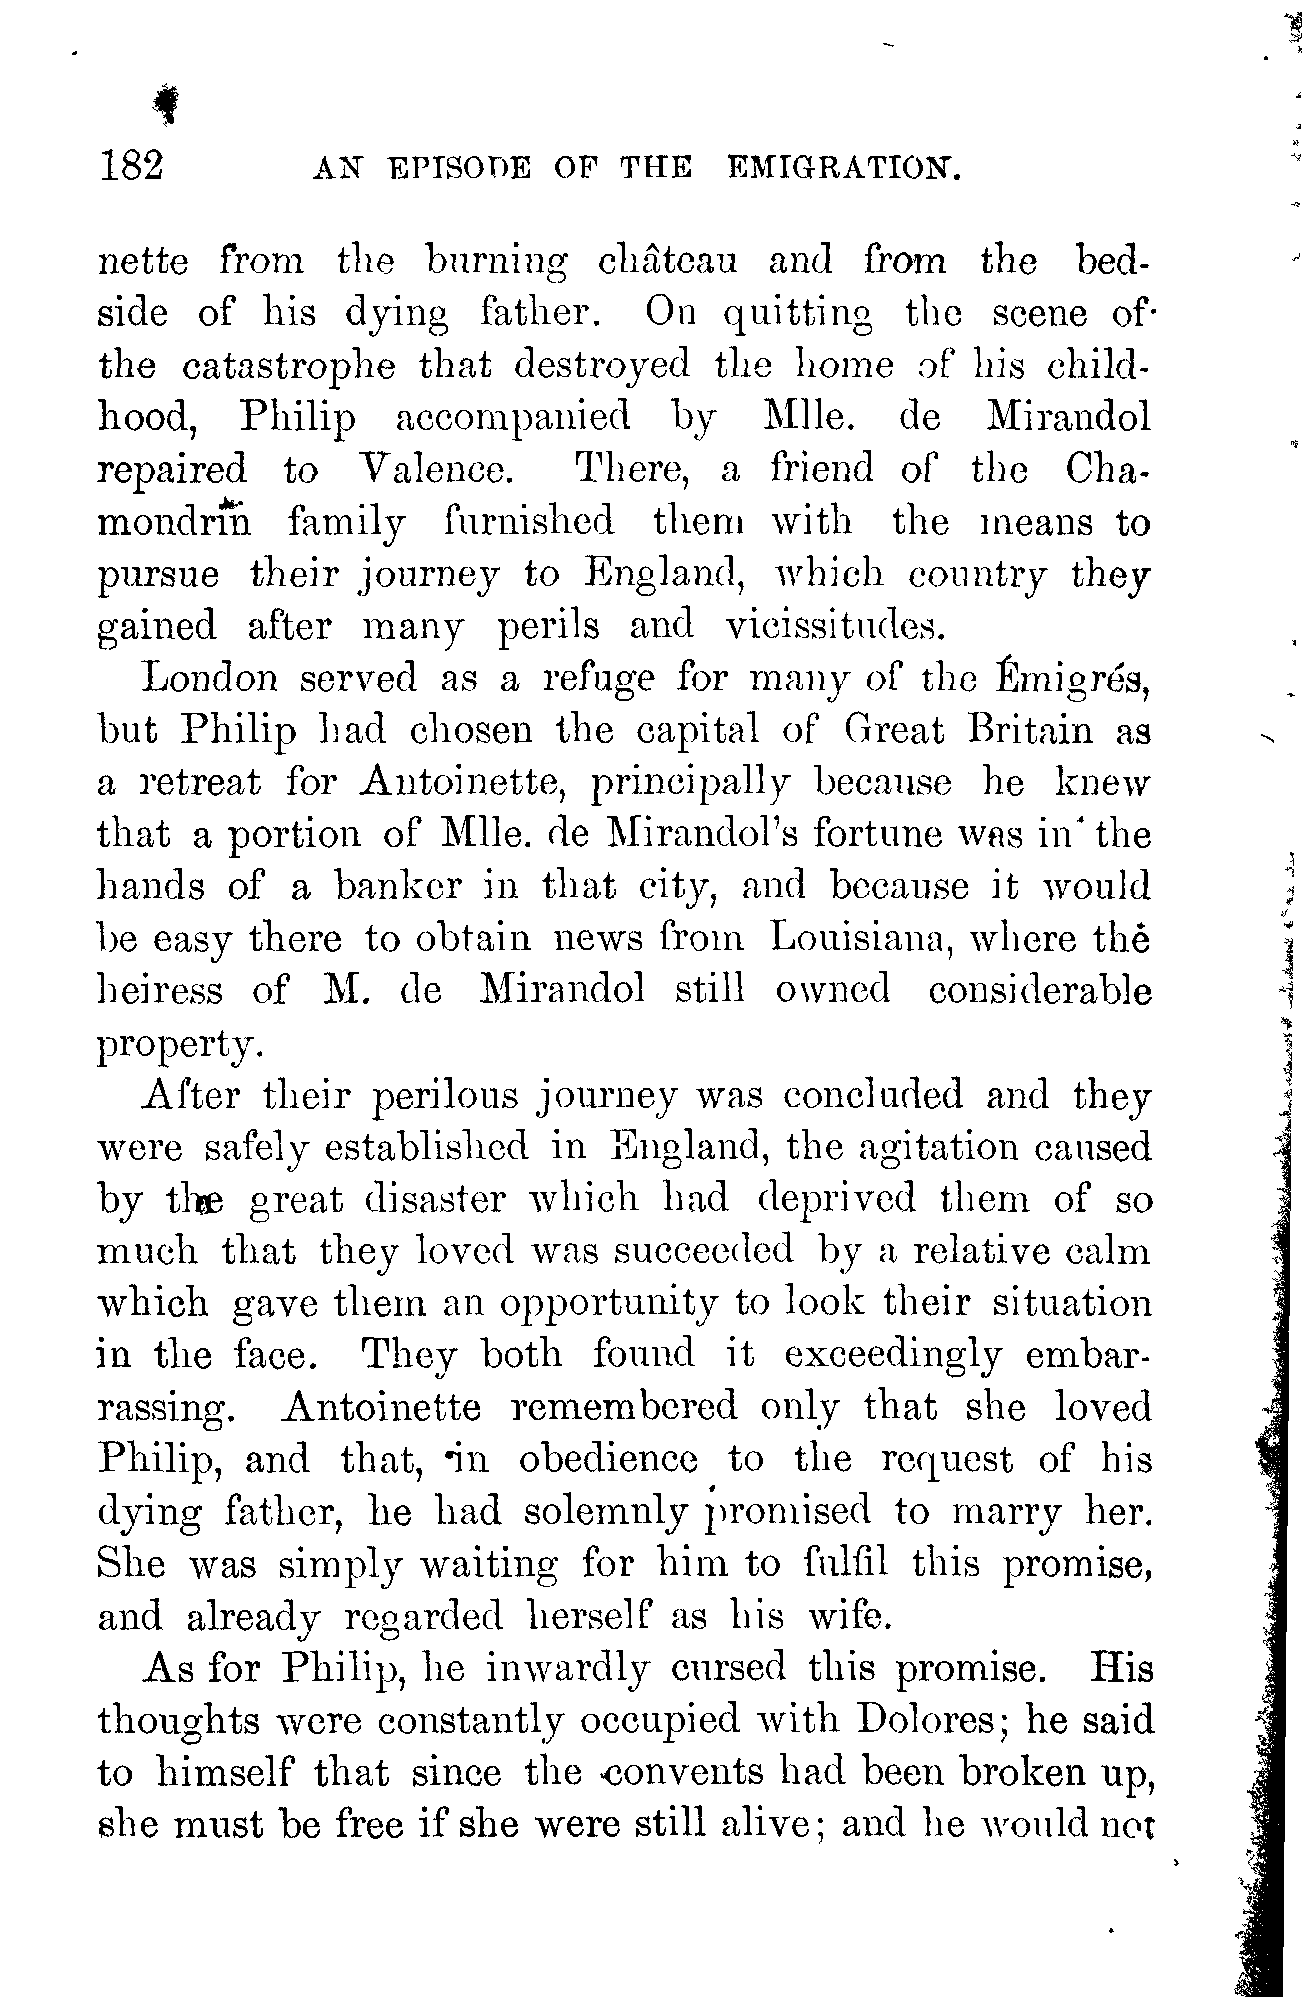 182 AN EPISODE OF THE EMIGRATION.
nette from the burning château and from the bed-
side of his dying father. On quitting the scene of
the catastrophe that destroyed the home of his child-
hood, Philip accompanied by Mlle. de Mirandol
repaired to Valence. There, a friend of the Cha-
mondrin family furnished them with the means to
pursue their journey to England, which country they
gained after many perils and vicissitudes.
London served as a refuge for many of the Émigrés,
but Philip had chosen the capital of Great Britain as
a retreat for Antoinette, principally because he knew
that a portion of Mlle. de Mirandol's fortune was in the
hands of a banker in that city, and because it would
be easy there to obtain news from Louisiana, where the
heiress of M. de Mirandol still owned considerable
property.
After their perilous journey was concluded and they
were safely established in England, the agitation caused
by the great disaster which had deprived them of so
much that they loved was succeeded by a relative calm
which gave them an opportunity to look their situation
in the face. They both found it exceedingly embar-
rassing. Antoinette remembered only that she loved
Philip, and that, in obedience to the request of his
dying father, he had solemnly promised to marry her.
She was simply waiting for him to fulfil this promise,
and already regarded herself as his wife.
As for Philip, he inwardly cursed this promise. His
thoughts were constantly occupied with Dolores; he said
to himself that since the convents had been broken up,
she must be free if she were still alive; and he would not